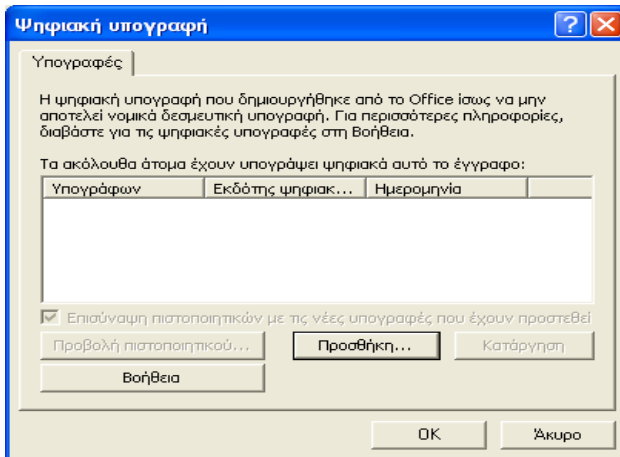 Ψηφιακή υπογραφή
Υπογραφές
Η ψηφιακή υπογραφή που δημιουργήθηκε από το Office ίσως να μην
αποτελεί νομικά δεσμευτική υπογραφή. Για περισσότερες πληροφορίες,
διαβάστε για τις ψηφιακές υπογραφές στη Βοήθεια.
Τα ακόλουθα άτομα έχουν υπογράψει ψηφιακά αυτό το έγγραφο:
Υπογράφων Εκδότης ψηφιακ... Ημερομηνία
Επισύναψη πιστοποιητικών με τις νέες υπογραφές που έχουν προστεθεί
Προβολή πιστοποιητικού... Προσθήκη... Κατάργηση
Βοήθεια
OK Άκυρο